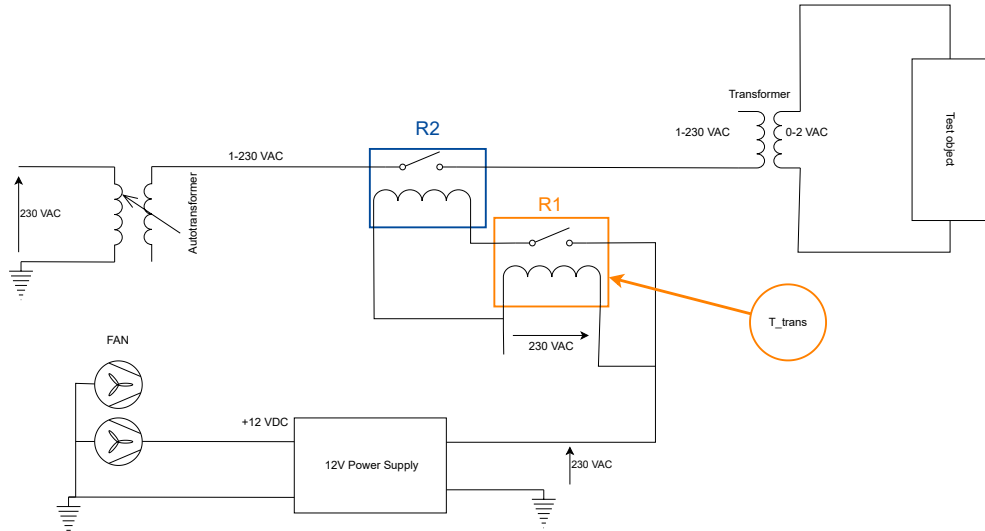 Transformer
R2
1-230 VAC
0-2 VAC
Test object
1-230 VAC
230 VAC
Autotransformer
R1
T_trans
230 VAC
FAN
+12 VDC
12V Power Supply
230 VAC